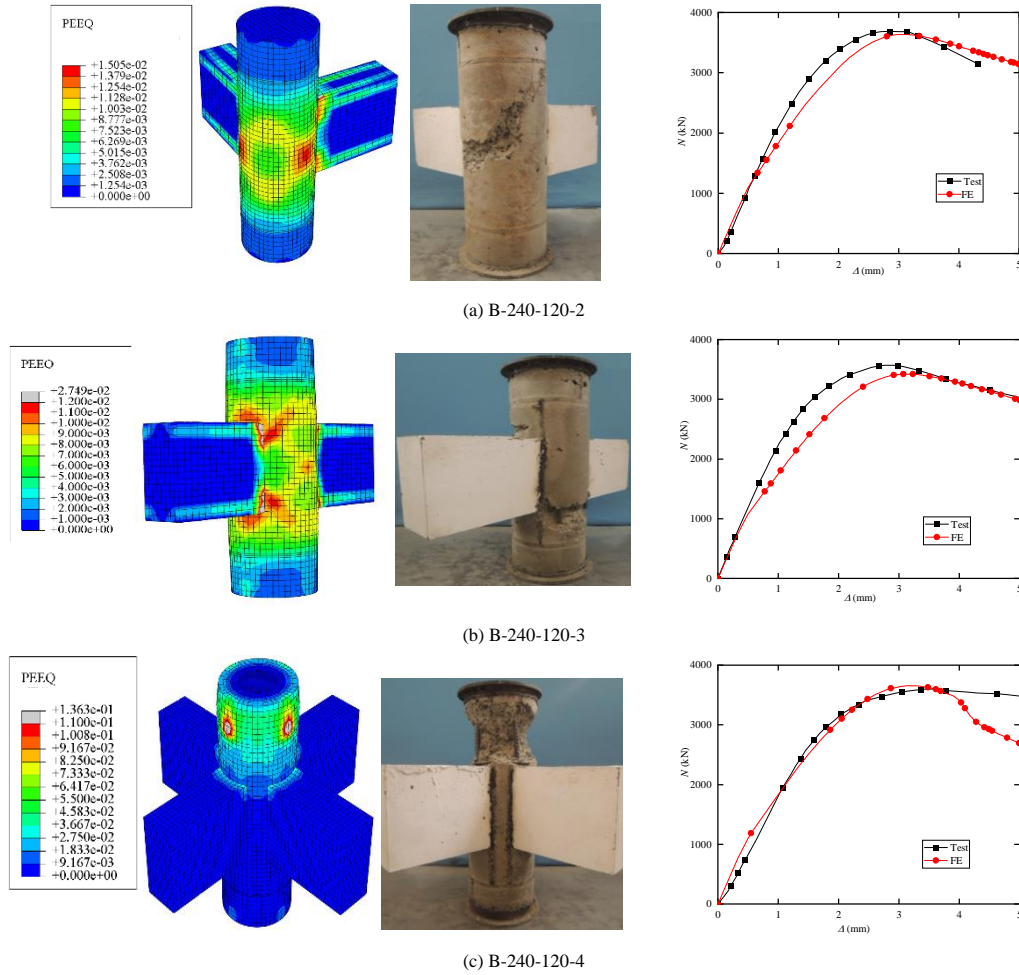 PEEQ
+1.505e-02
+1.379e-02
+1.254e-02
+1.128e-02
+1.003e-02
+8.777e-03
+7.523e-03
+6.269e-03
+5.015e-03
+3.762e-03
+2.508e-03
+1.254e-03
+0.000e+00
4000
3000
2000
1000
0
N (kN)
Test
FE
0 1 2 3 4 5
Δ (mm)
(a) B-240-120-2
PEEQ
+2.749e-02
+1.200e-02
+1.100e-02
+1.000e-02
+9.000e-03
+8.000e-03
+7.000e-03
+6.000e-03
+5.000e-03
+4.000e-03
+3.000e-03
+2.000e-03
+1.000e-03
+0.000e+00
4000
3000
2000
1000
0
N (kN)
Test
FE
0 1 2 3 4 5
Δ (mm)
(b) B-240-120-3
PEEQ
+1.363e-01
+1.100e-01
+1.008e-01
+9.167e-02
+8.250e-02
+7.333e-02
+6.417e-02
+5.500e-02
+4.583e-02
+3.667e-02
+2.750e-02
+1.833e-02
+9.167e-03
+0.000e+00
4000
3000
2000
1000
0
N (kN)
Test
FE
0 1 2 3 4 5
Δ (mm)
(c) B-240-120-4